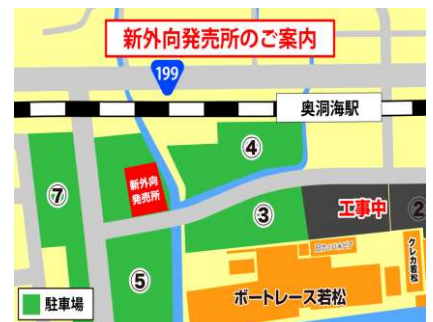 新外向発売所のご案内
199
奥洞海駅
④
⑦
新外向
発売所
③
工事中
②
クレカ若松
⑤
ボートレース若松
駐車場